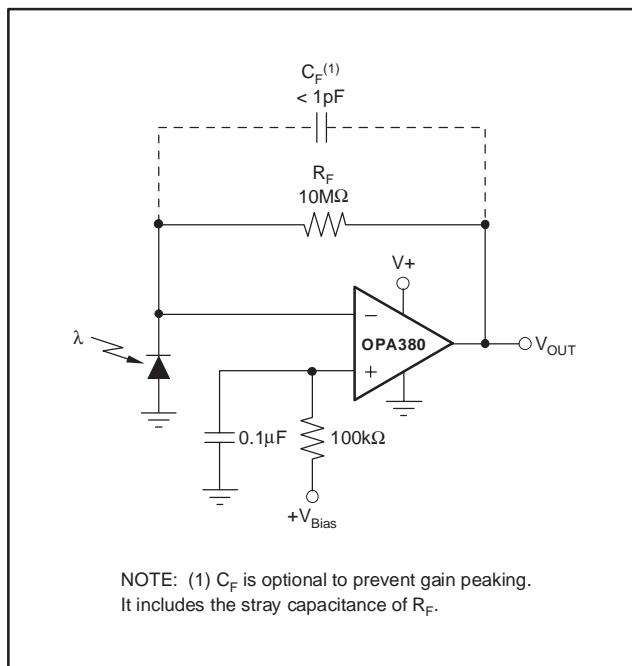 C_F(1)
< 1pF
R_F
10MΩ
V+
λ
−
OPA380
+
V_OUT
0.1μF
100kΩ
+V_Bias
NOTE: (1) C_F is optional to prevent gain peaking.
It includes the stray capacitance of R_F.